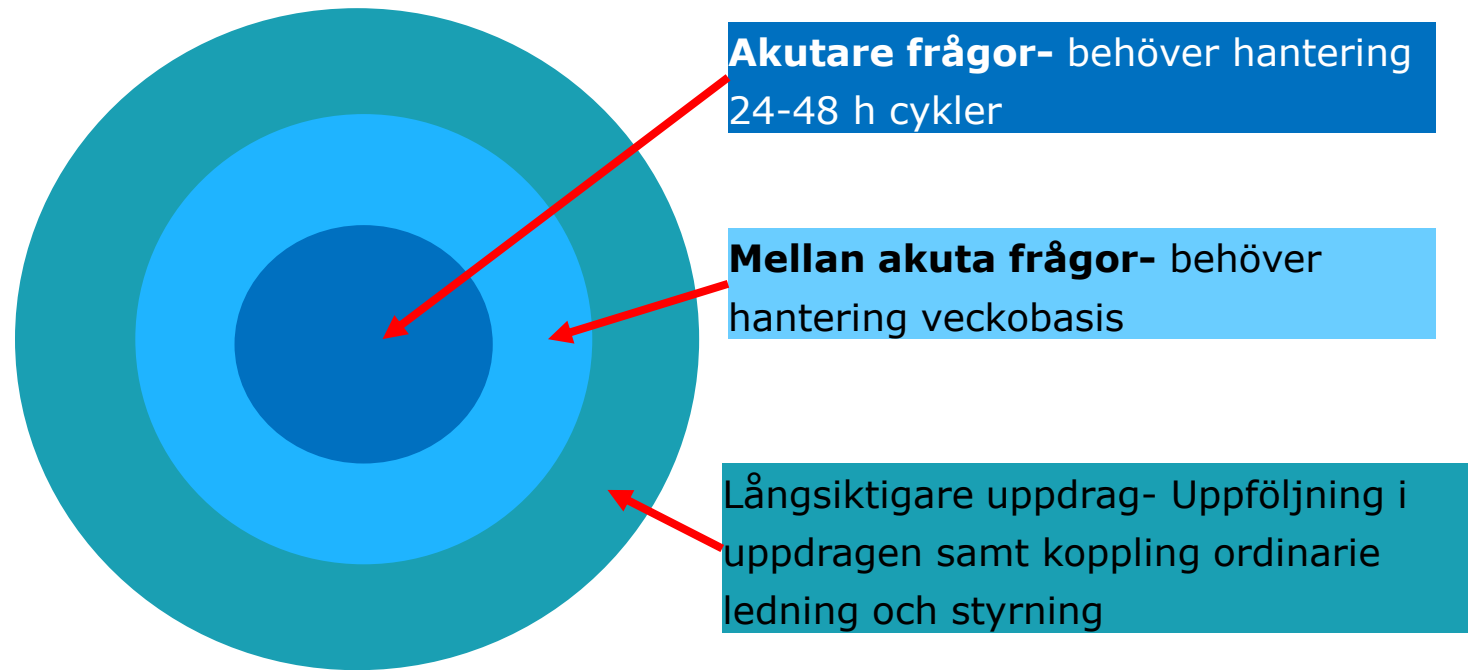 Akutare frågor- behöver hantering
24-48 h cykler
Mellan akuta frågor- behöver
hantering veckobasis
Långsiktigare uppdrag- Uppföljning i
uppdragen samt koppling ordinarie
ledning och styrning